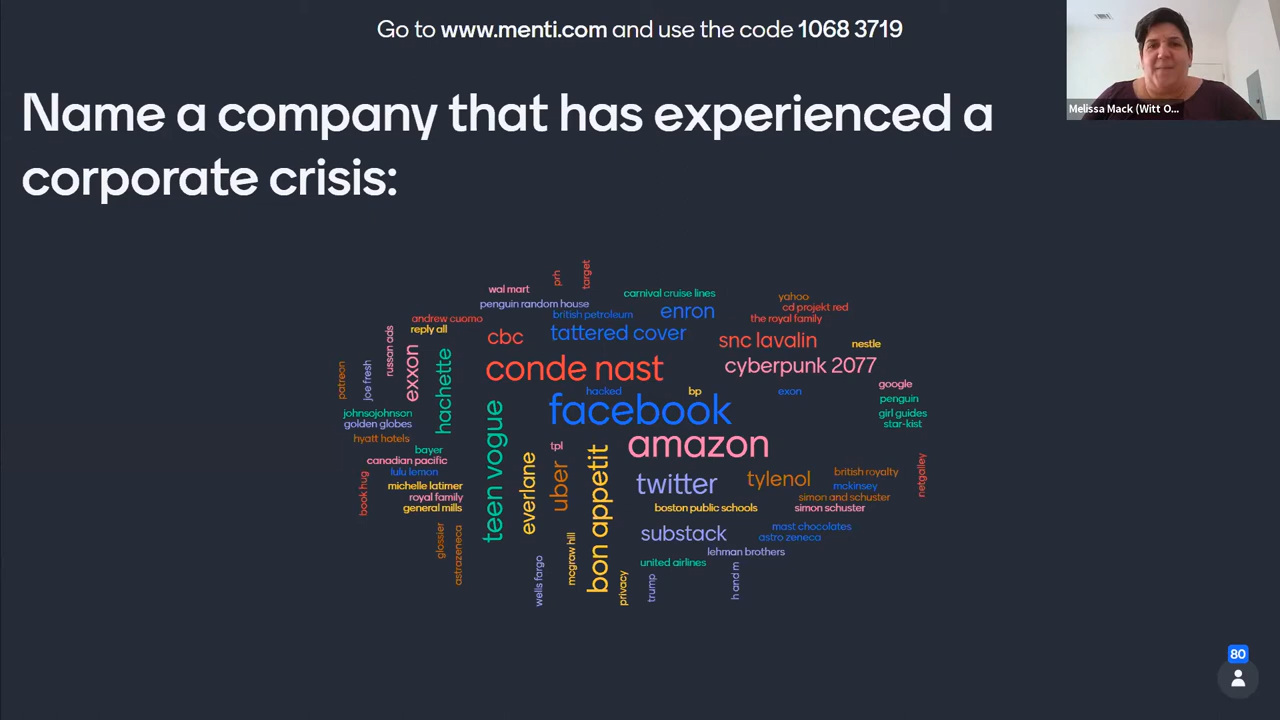 Go to www.menti.com and use the code 1068 3719
Melissa Mack (Witt O...
Name a company that has experienced a
corporate crisis:
prh
target
wal mart
carnival cruise lines
yahoo
penguin random house
cd projekt red
british petroleum
enron
the royal family
andrew cuomo
reply all
cbc
tattered cover
snc lavalin
nestle
russan ads
exxon
hachette
conde nast
cyberpunk 2077
patreon
joe fresh
hacked
bp
exon
google
penguin
facebook
johnsojohnson
girl guides
golden globes
star-kist
hyatt hotels
teen vogue
tpl
amazon
bayer
canadian pacific
everlane
uber
bon appetit
lulu lemon
twitter
tylenol
british royalty
netgalley
book hug
michelle latimer
mckinsey
royal family
simon and schuster
general mills
boston public schools
simon schuster
glossier
astrazeneca
substack
mast chocolates
astro zeneca
mcgraw hill
lehman brothers
wells fargo
united airlines
privacy
trump
h and m
80